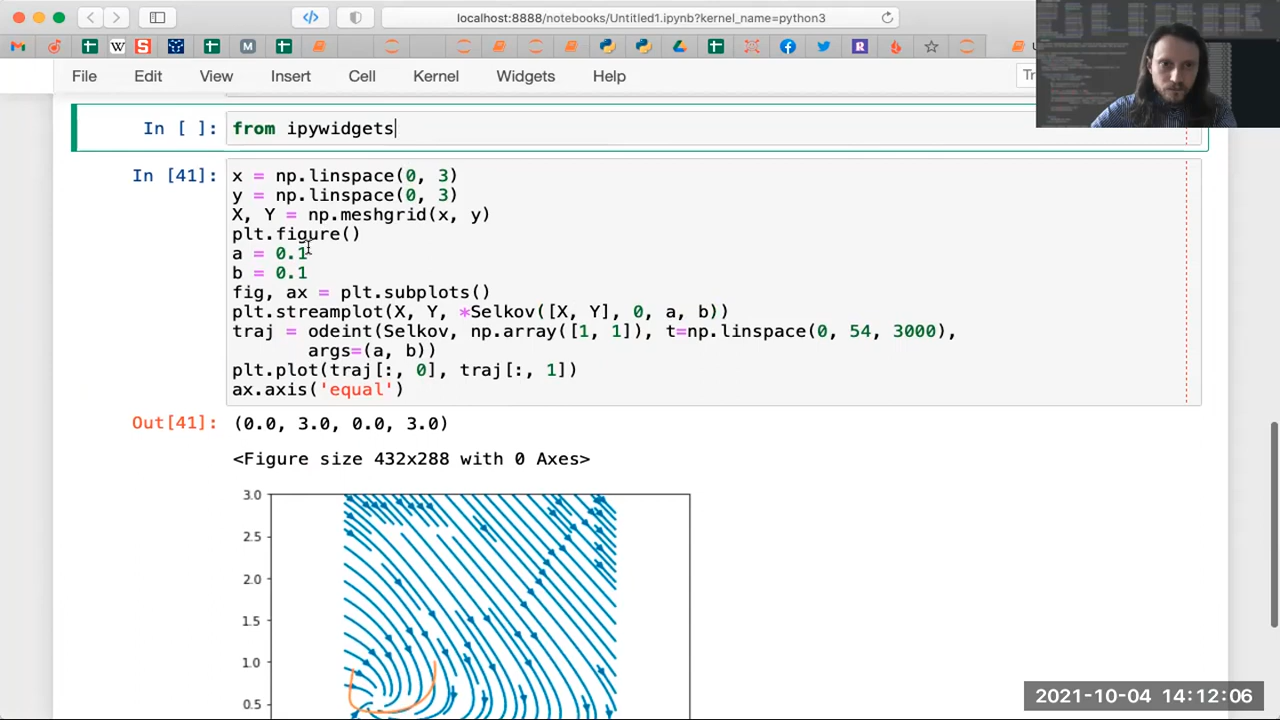 localhost:8888/notebooks/Untitled1.ipynb?kernel_name=python3
File Edit View Insert Cell Kernel Widgets Help
In [ ]: from ipywidgets
In [41]: x = np.linspace(0, 3)
y = np.linspace(0, 3)
X, Y = np.meshgrid(x, y)
plt.figure()
a = 0.1
b = 0.1
fig, ax = plt.subplots()
plt.streamplot(X, Y, *Selkov([X, Y], 0, a, b))
traj = odeint(Selkov, np.array([1, 1]), t=np.linspace(0, 54, 3000),
args=(a, b))
plt.plot(traj[:, 0], traj[:, 1])
ax.axis('equal')
Out[41]: (0.0, 3.0, 0.0, 3.0)
<Figure size 432x288 with 0 Axes>
3.0
2.5
2.0
1.5
1.0
0.5
2021-10-04 14:12:06